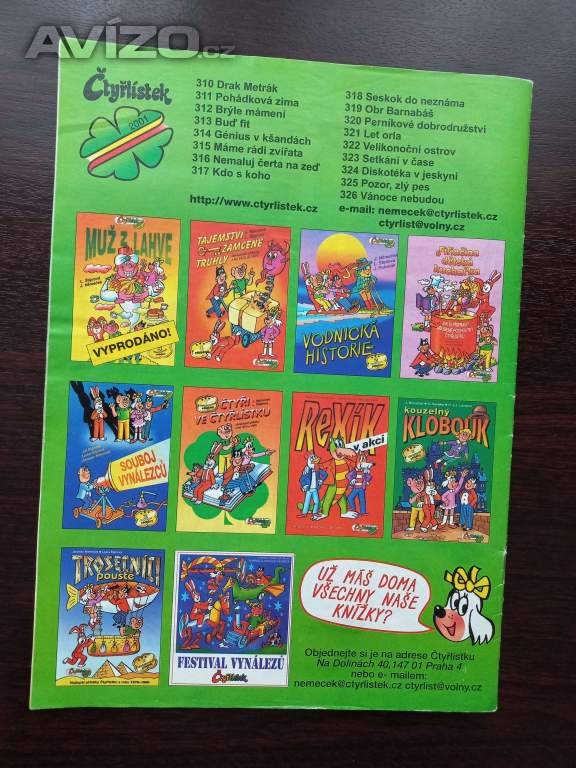 AVÍZO.cz
Čtyřlístek
2001
310 Drak Metrák
311 Pohádková zima
312 Brýle mámení
313 Buď fit
314 Génius v kšandách
315 Máme rádi zvířata
316 Nemaluj čerta na zeď
317 Kdo s koho
318 Seskok do neznáma
319 Obr Barnabáš
320 Perníkové dobrodružství
321 Let orla
322 Velikonoční ostrov
323 Setkání v čase
324 Diskotéka v jeskyni
325 Pozor, zlý pes
326 Vánoce nebudou
http://www.ctyrlistek.cz
e-mail: nemecek@ctyrlistek.cz
ctyrlist@volny.cz
MUŽ Z LAHVE
VYPRODÁNO!
TAJEMSTVÍ
ZAMČENÉ
TRUHLY
VODNICKÁ
HISTORIE
SOUBOJ
VYNÁLEZCŮ
ČTYŘI
VE ČTYŘLÍSTKU
ReXíK
v akci
kouzelný
KLOBOUK
TROSEČNÍCI
pouště
FESTIVAL VYNÁLEZŮ
Čtyřlístek
UŽ MÁŠ DOMA
VŠECHNY NAŠE
KNÍŽKY?
Objednejte si je na adrese Čtyřlístku
Na Dolinách 40,147 01 Praha 4
nebo e- mailem:
nemecek@ctyrlistek.cz ctyrlist@volny.cz